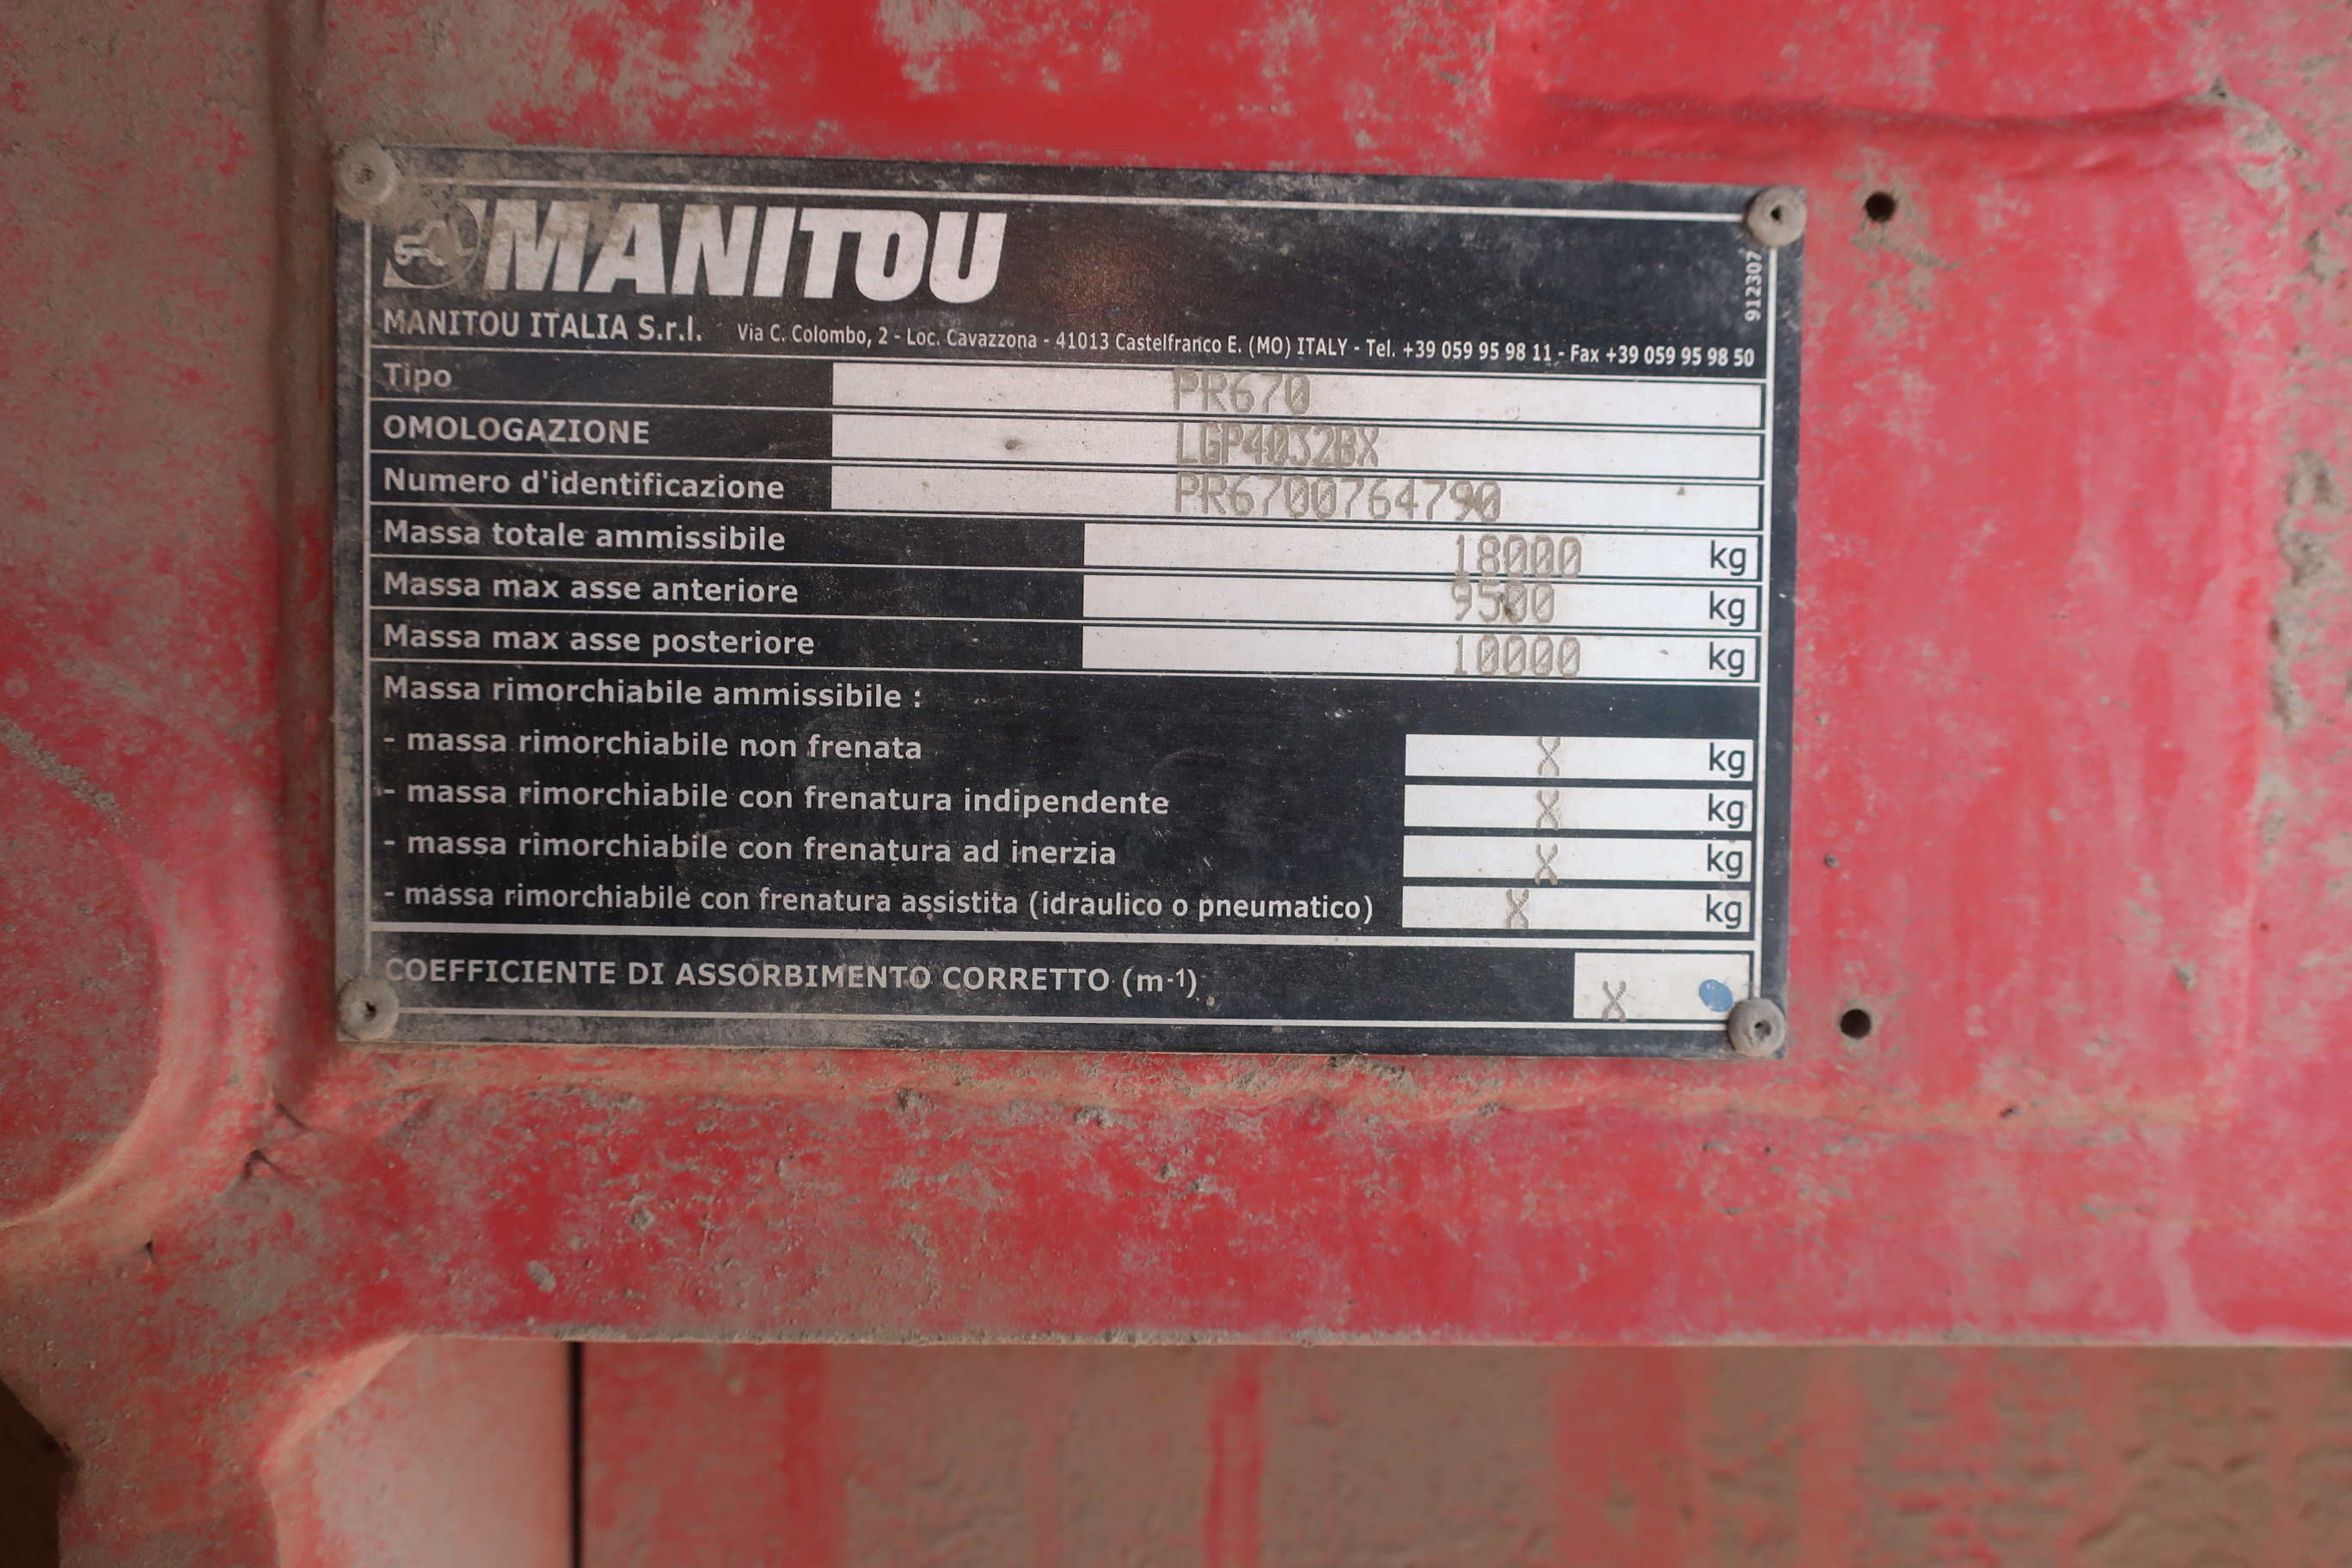 MANITOU
912307
MANITOU ITALIA S.r.l. Via C. Colombo, 2 - Loc. Cavazzona - 41013 Castelfranco E. (MO) ITALY - Tel. +39 059 95 98 11 - Fax +39 059 95 98 50
Tipo PR670
OMOLOGAZIONE LGP4032BX
Numero d'identificazione PR6700764790
Massa totale ammissibile 18000 kg
Massa max asse anteriore 9500 kg
Massa max asse posteriore 10000 kg
Massa rimorchiabile ammissibile :
- massa rimorchiabile non frenata X kg
- massa rimorchiabile con frenatura indipendente X kg
- massa rimorchiabile con frenatura ad inerzia X kg
- massa rimorchiabile con frenatura assistita (idraulico o pneumatico) X kg
COEFFICIENTE DI ASSORBIMENTO CORRETTO (m-1) X